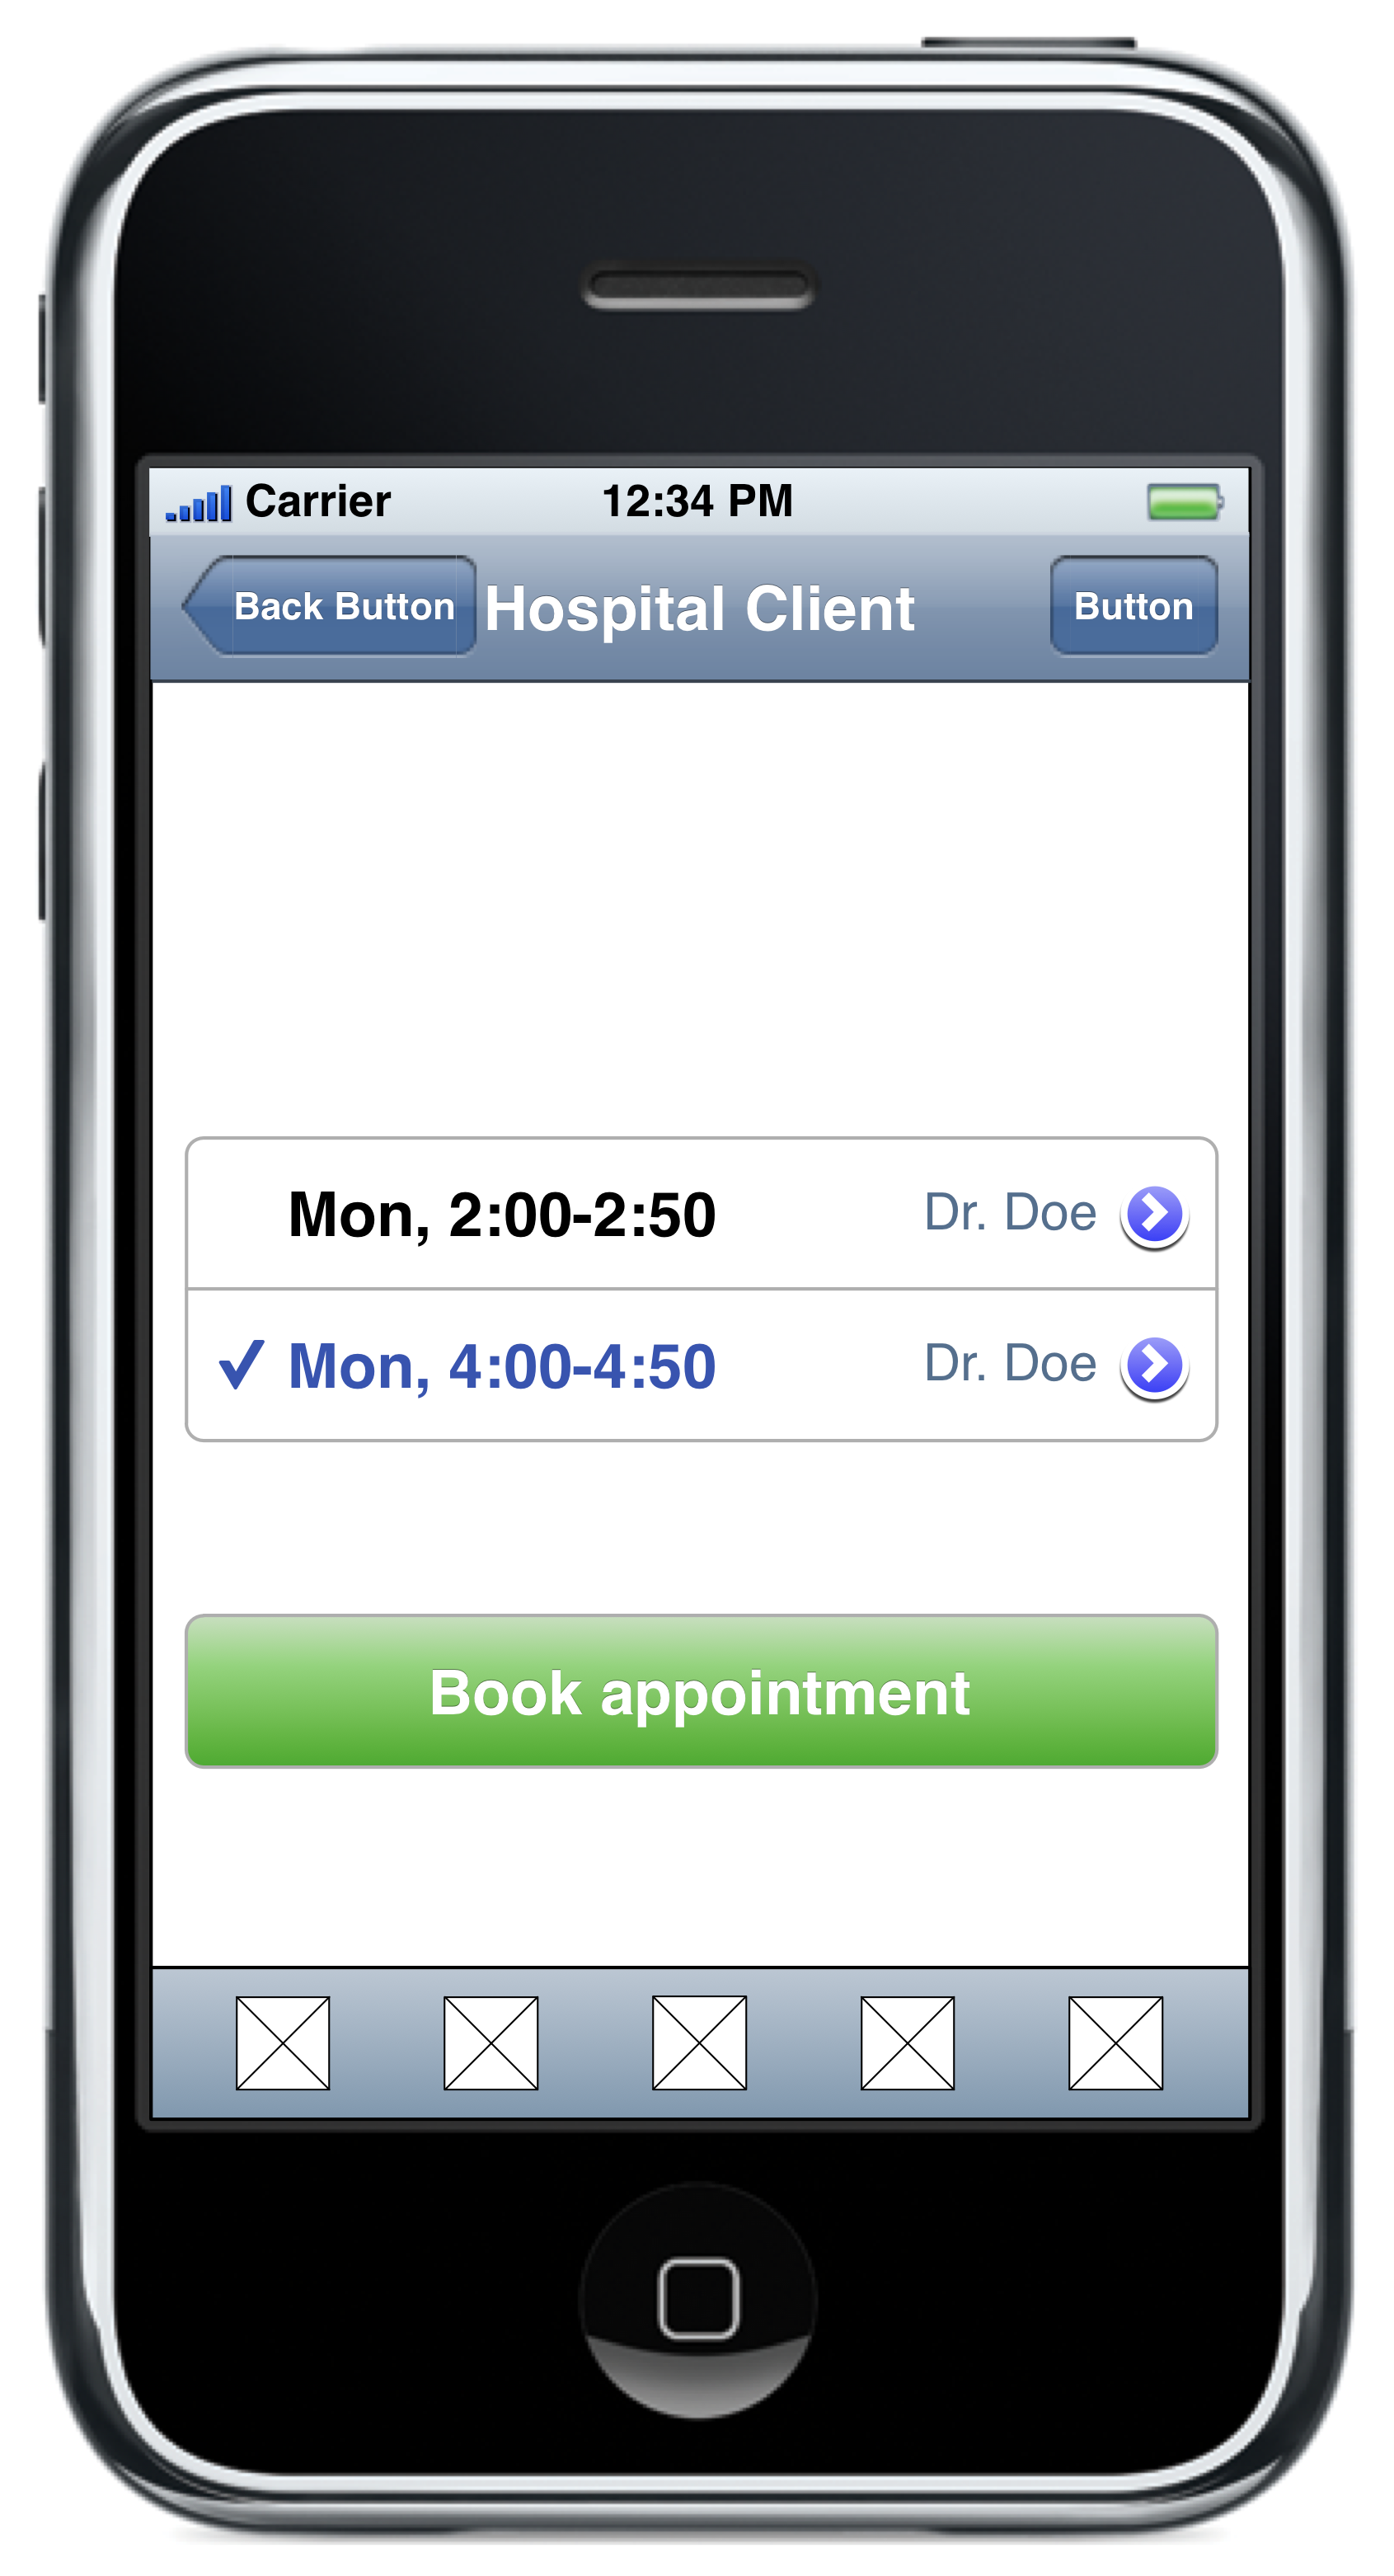 Carrier 12:34 PM
Back Button Hospital Client Button
Mon, 2:00-2:50 Dr. Doe
✓ Mon, 4:00-4:50 Dr. Doe
Book appointment